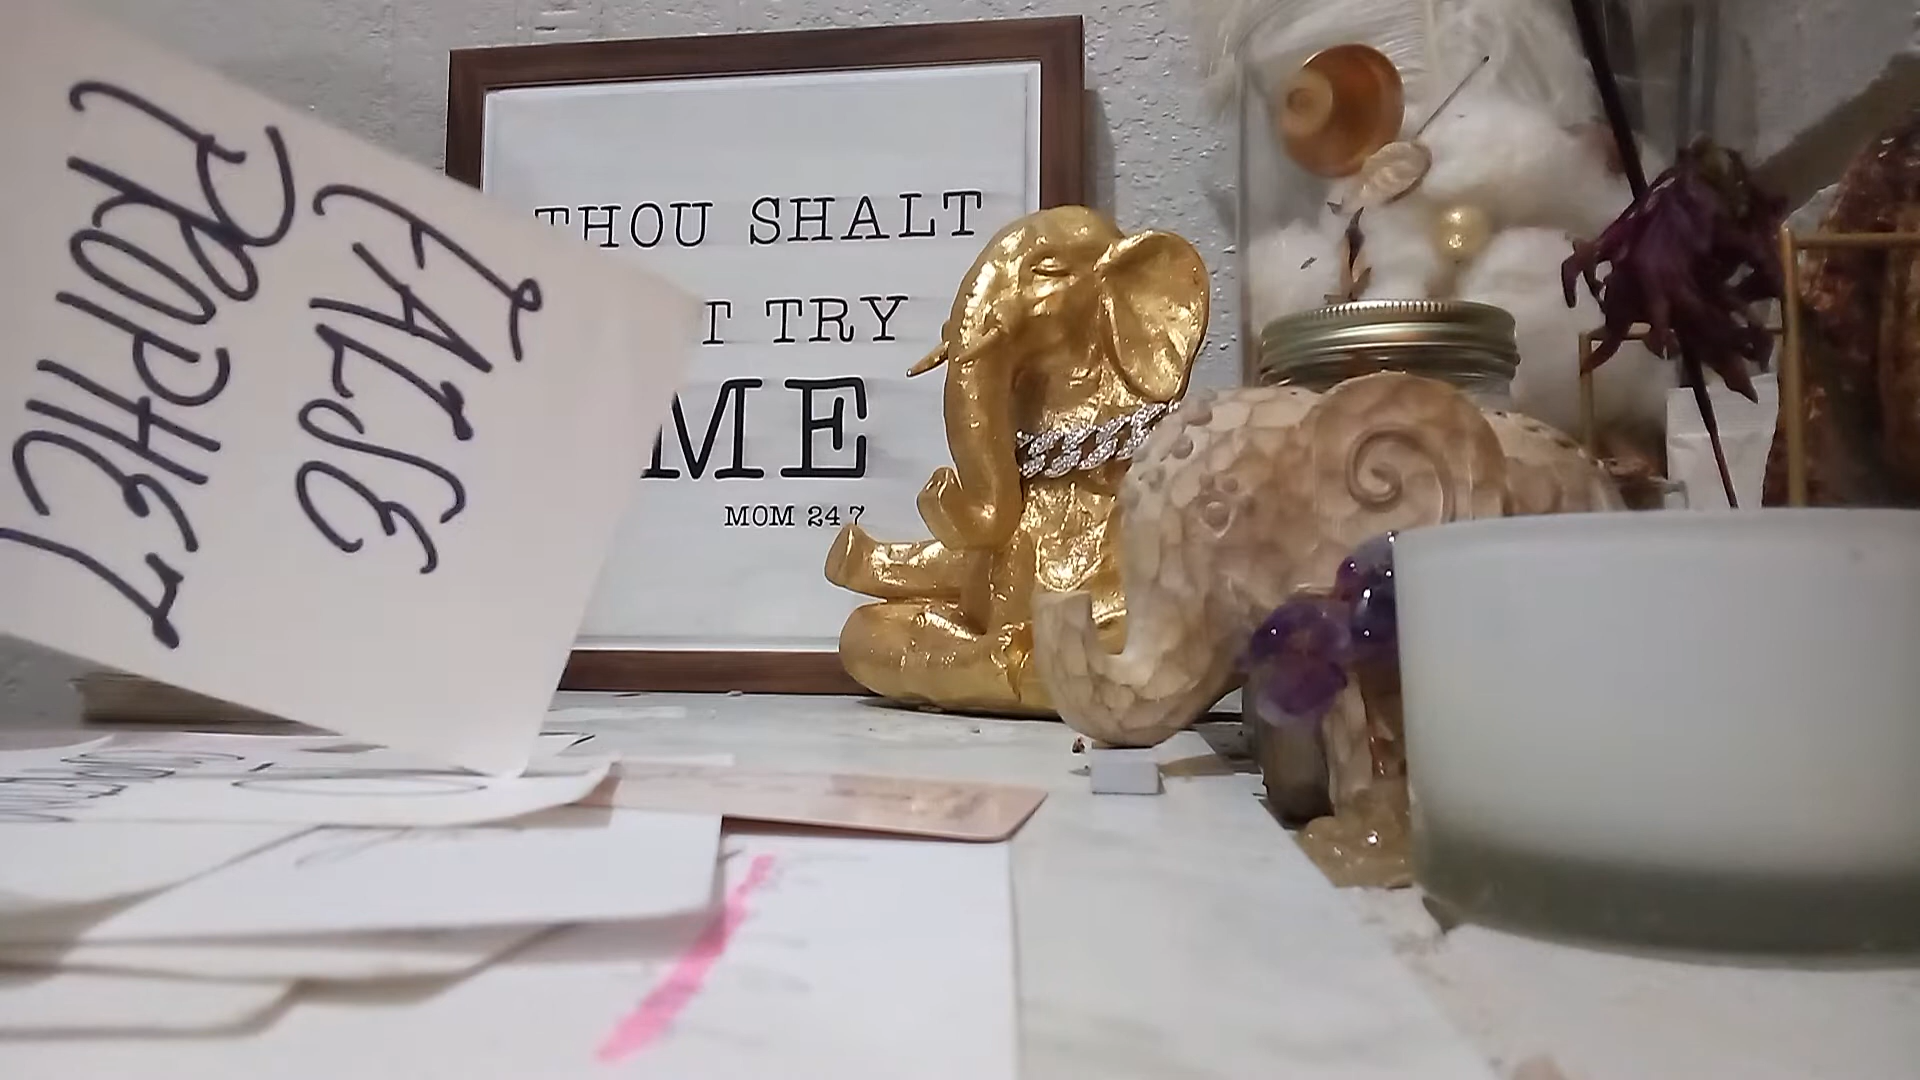 FALSE
PROPHET
THOU SHALT
T TRY
ME
MOM 24 7